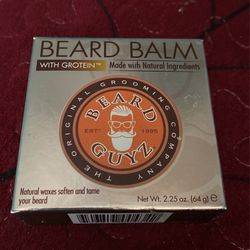 BEARD BALM
WITH GROTEIN™ Made with Natural Ingredients
THE ORIGINAL GROOMING COMPANY
BEARD
EST° 1995
GUYZ
Natural waxes soften and tame
your beard
Net Wt. 2.25 oz. (64 g) e